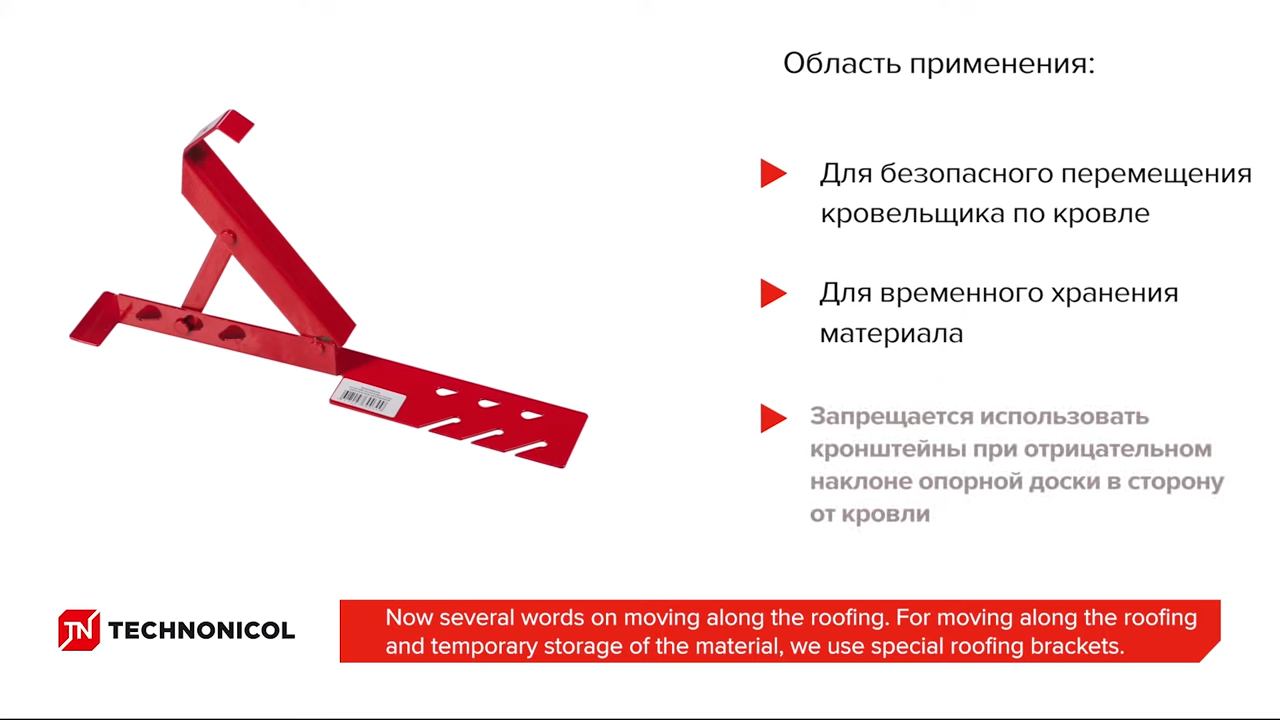 Область применения:
Для безопасного перемещения
кровельщика по кровле
Для временного хранения
материала
Запрещается использовать
кронштейны при отрицательном
наклоне опорной доски в сторону
от кровли
TN TECHNONICOL
Now several words on moving along the roofing. For moving along the roofing
and temporary storage of the material, we use special roofing brackets.